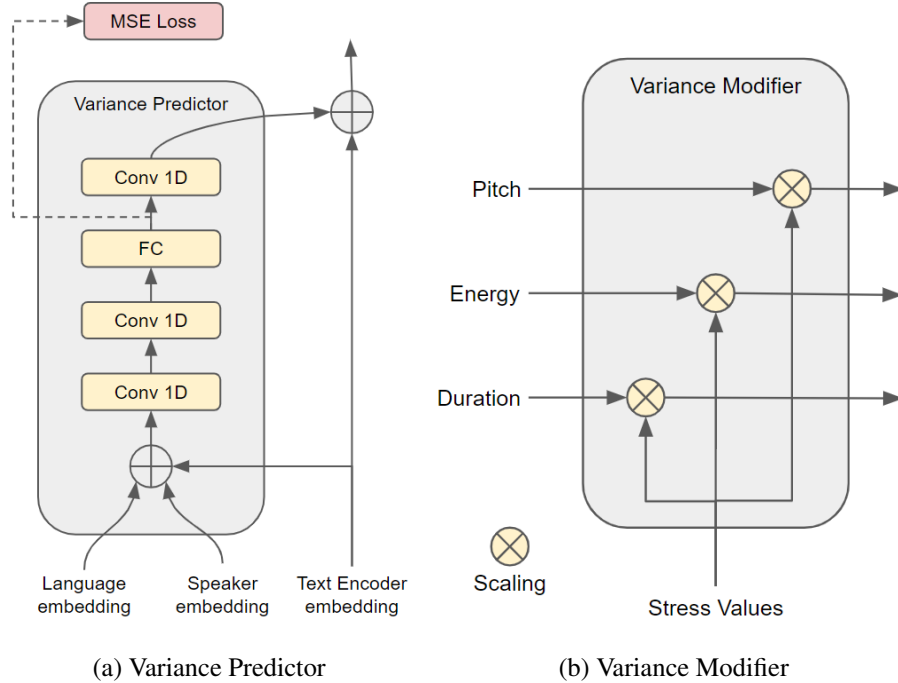 MSE Loss
Variance Predictor
Conv 1D
FC
Conv 1D
Conv 1D
Language
embedding
Speaker
embedding
Text Encoder
embedding
(a) Variance Predictor
Variance Modifier
Pitch
Energy
Duration
Scaling
Stress Values
(b) Variance Modifier